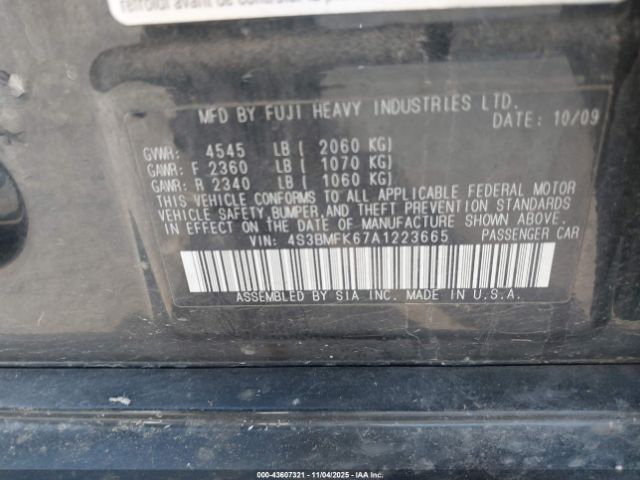 MFD BY FUJI HEAVY INDUSTRIES LTD.
DATE: 10/09
GVWR: 4545 LB ( 2060 KG)
GAWR: F 2360 LB ( 1070 KG)
GAWR: R 2340 LB ( 1060 KG)
THIS VEHICLE CONFORMS TO ALL APPLICABLE FEDERAL MOTOR
VEHICLE SAFETY, BUMPER, AND THEFT PREVENTION STANDARDS
IN EFFECT ON THE DATE OF MANUFACTURE SHOWN ABOVE.
VIN: 4S3BMFK67A1223665 PASSENGER CAR
ASSEMBLED BY SIA INC. MADE IN U.S.A.
00-43607321 - 11/04/2025 - COPYRIGHT IAA, LLC